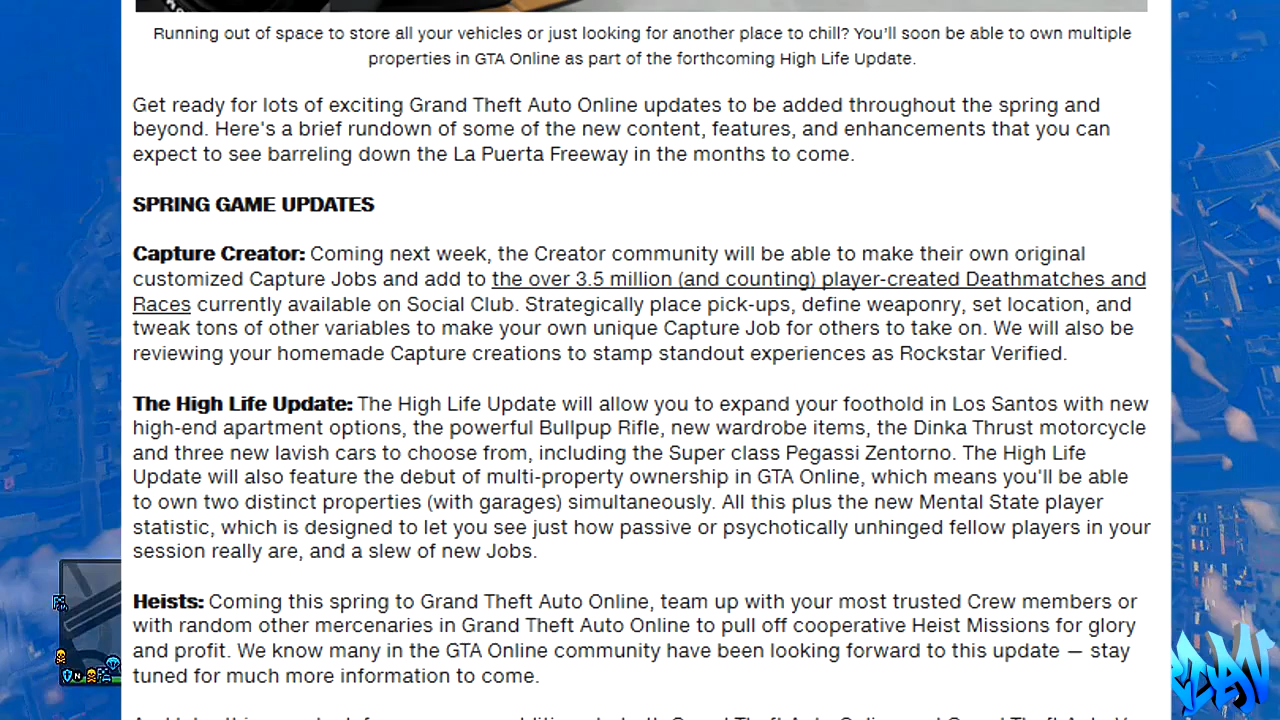 Running out of space to store all your vehicles or just looking for another place to chill? You'll soon be able to own multiple
properties in GTA Online as part of the forthcoming High Life Update.
Get ready for lots of exciting Grand Theft Auto Online updates to be added throughout the spring and
beyond. Here's a brief rundown of some of the new content, features, and enhancements that you can
expect to see barreling down the La Puerta Freeway in the months to come.
SPRING GAME UPDATES
Capture Creator: Coming next week, the Creator community will be able to make their own original
customized Capture Jobs and add to the over 3.5 million (and counting) player-created Deathmatches and
Races currently available on Social Club. Strategically place pick-ups, define weaponry, set location, and
tweak tons of other variables to make your own unique Capture Job for others to take on. We will also be
reviewing your homemade Capture creations to stamp standout experiences as Rockstar Verified.
The High Life Update: The High Life Update will allow you to expand your foothold in Los Santos with new
high-end apartment options, the powerful Bullpup Rifle, new wardrobe items, the Dinka Thrust motorcycle
and three new lavish cars to choose from, including the Super class Pegassi Zentorno. The High Life
Update will also feature the debut of multi-property ownership in GTA Online, which means you'll be able
to own two distinct properties (with garages) simultaneously. All this plus the new Mental State player
statistic, which is designed to let you see just how passive or psychotically unhinged fellow players in your
session really are, and a slew of new Jobs.
Heists: Coming this spring to Grand Theft Auto Online, team up with your most trusted Crew members or
with random other mercenaries in Grand Theft Auto Online to pull off cooperative Heist Missions for glory
and profit. We know many in the GTA Online community have been looking forward to this update — stay
tuned for much more information to come.
N